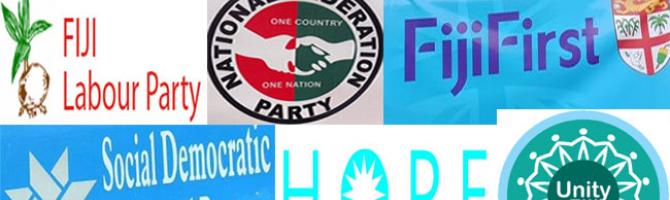 FIJI
Labour Party
NATIONAL FEDERATION
ONE COUNTRY
ONE NATION
PARTY
FijiFirst
Social Democratic
HOPE
Unity